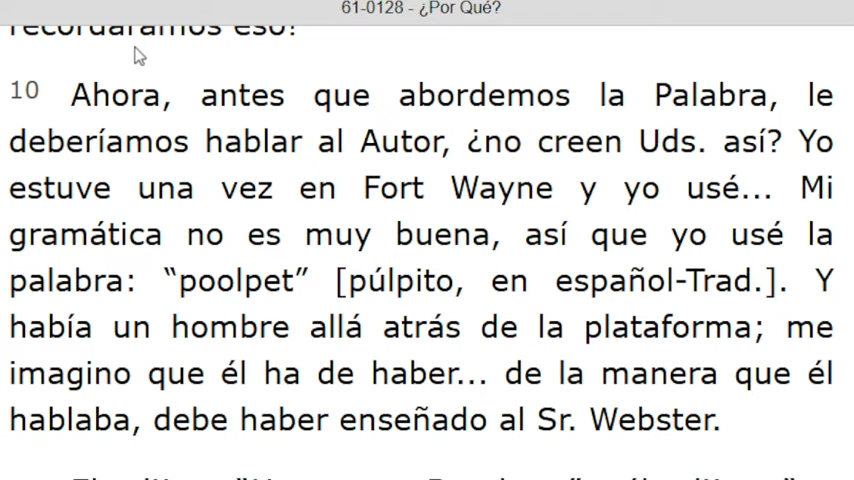 61-0128 - ¿Por Qué?
recordáramos eso!
10 Ahora, antes que abordemos la Palabra, le
deberíamos hablar al Autor, ¿no creen Uds. así? Yo
estuve una vez en Fort Wayne y yo usé... Mi
gramática no es muy buena, así que yo usé la
palabra: “poolpet” [púlpito, en español-Trad.]. Y
había un hombre allá atrás de la plataforma; me
imagino que él ha de haber... de la manera que él
hablaba, debe haber enseñado al Sr. Webster.